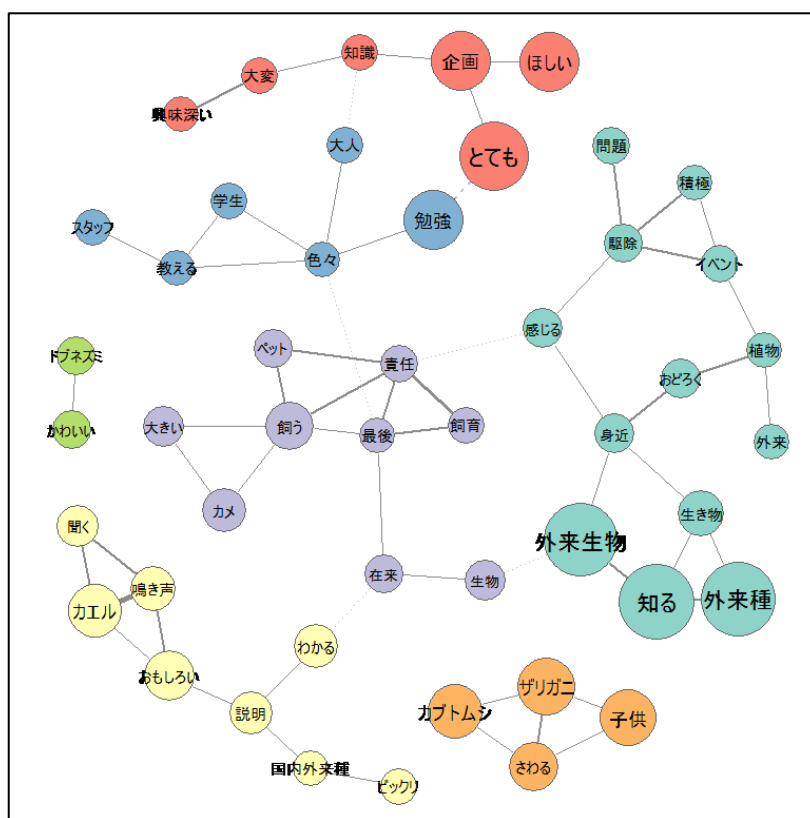 知識
企画
ほしい
大変
興味深い
とても
大人
問題
積極
学生
スタッフ
勉強
駆除
教える
色々
イベント
感じる
ペット
責任
植物
ドブネズミ
おどろく
かわいい
大きい
飼う
最後
飼育
身近
外来
カメ
聞く
外来生物
生き物
鳴き声
在来
生物
カエル
知る
外来種
わかる
おもしろい
説明
カブトムシ
ザリガニ
子供
国内外来種
さわる
ビックリ